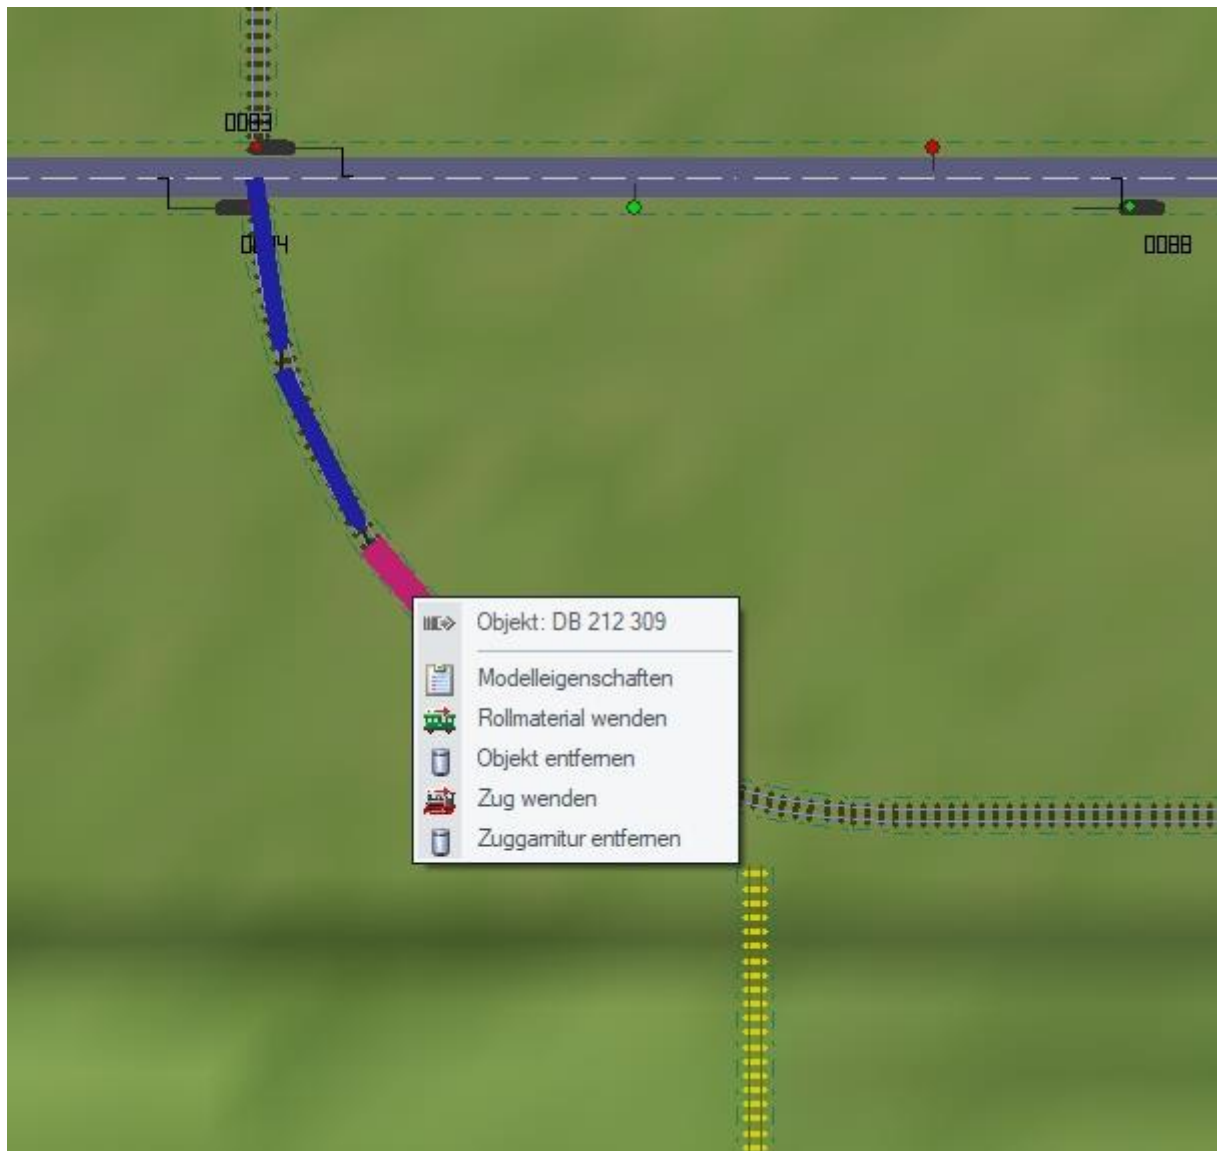 0083
0088
Objekt: DB 212 309
Modelleigenschaften
Rollmaterial wenden
Objekt entfernen
Zug wenden
Zuggarnitur entfernen